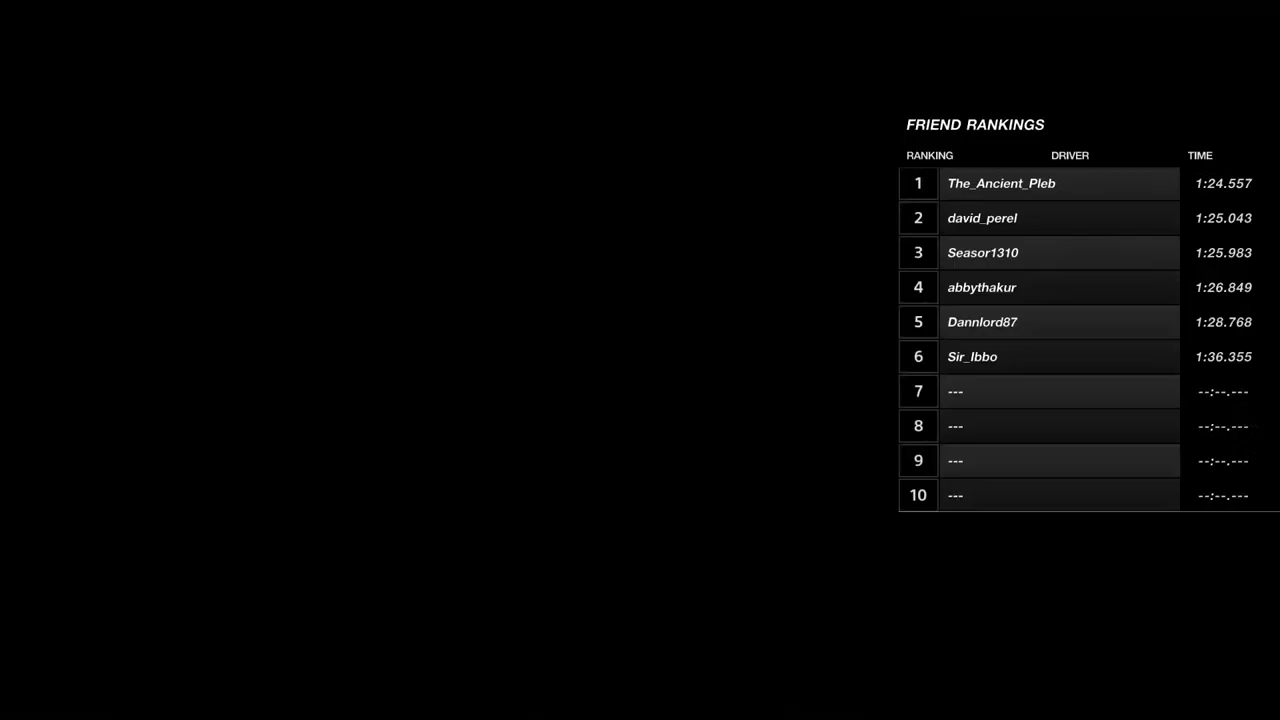 FRIEND RANKINGS
RANKING DRIVER TIME
1 The_Ancient_Pleb 1:24.557
2 david_perel 1:25.043
3 Seasor1310 1:25.983
4 abbythakur 1:26.849
5 Dannlord87 1:28.768
6 Sir_Ibbo 1:36.355
7 --- --:--.---
8 --- --:--.---
9 --- --:--.---
10 --- --:--.---